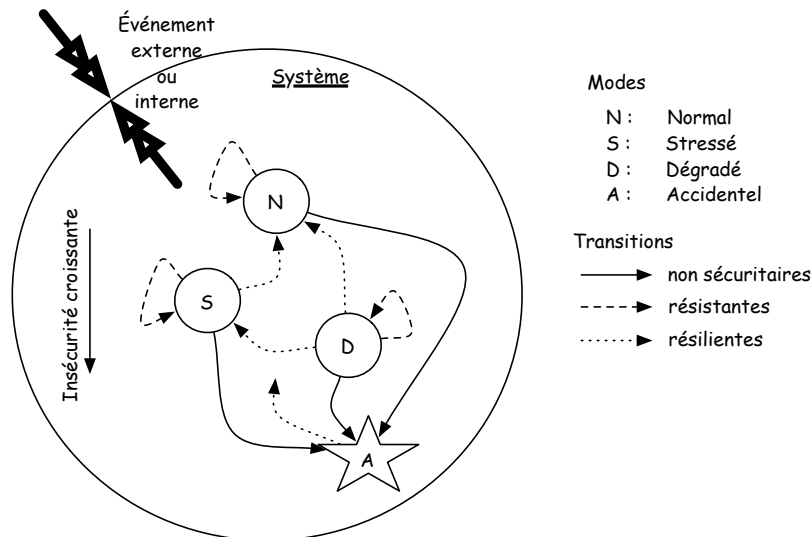 Événement
externe
ou
interne
Système
Insécurité croissante
N
S
D
A
Modes
N : Normal
S : Stressé
D : Dégradé
A : Accidentel
Transitions
non sécuritaires
résistantes
résilientes